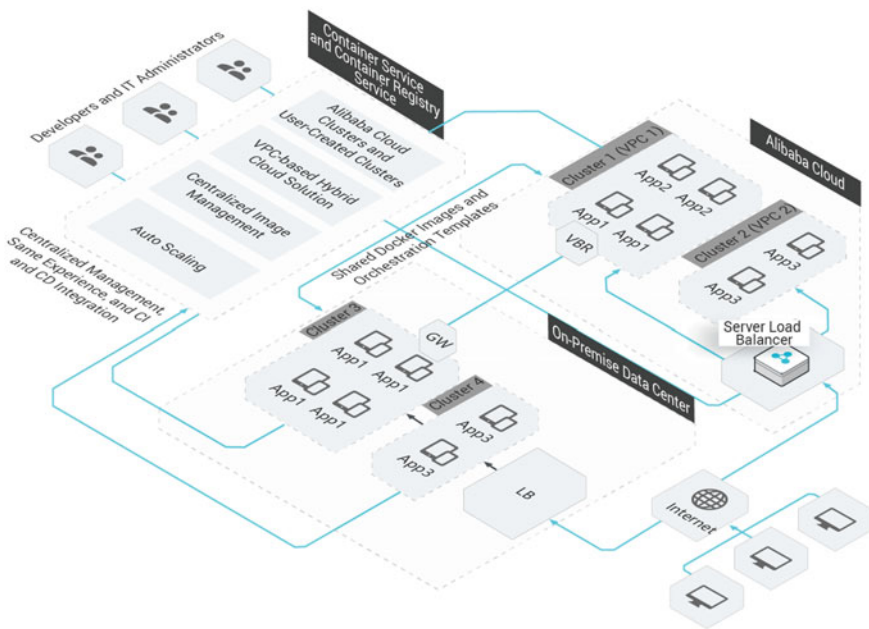 Developers and IT Administrators
Container Service
and Container Registry
Service
Alibaba Cloud
Clusters and
User-Created Clusters
VPC-based Hybrid
Cloud Solution
Centralized Image
Management
Auto Scaling
Centralized Management,
Same Experience, and CI
and CD Integration
Shared Docker Images and
Orchestration Templates
Alibaba Cloud
Cluster 1 (VPC 1)
App2
App2
App1
App1
VBR
Cluster 2 (VPC 2)
App3
App3
Server Load
Balancer
On-Premise Data Center
Cluster 3
GW
App1
App1
App1
App1
Cluster 4
App3
App3
LB
Internet